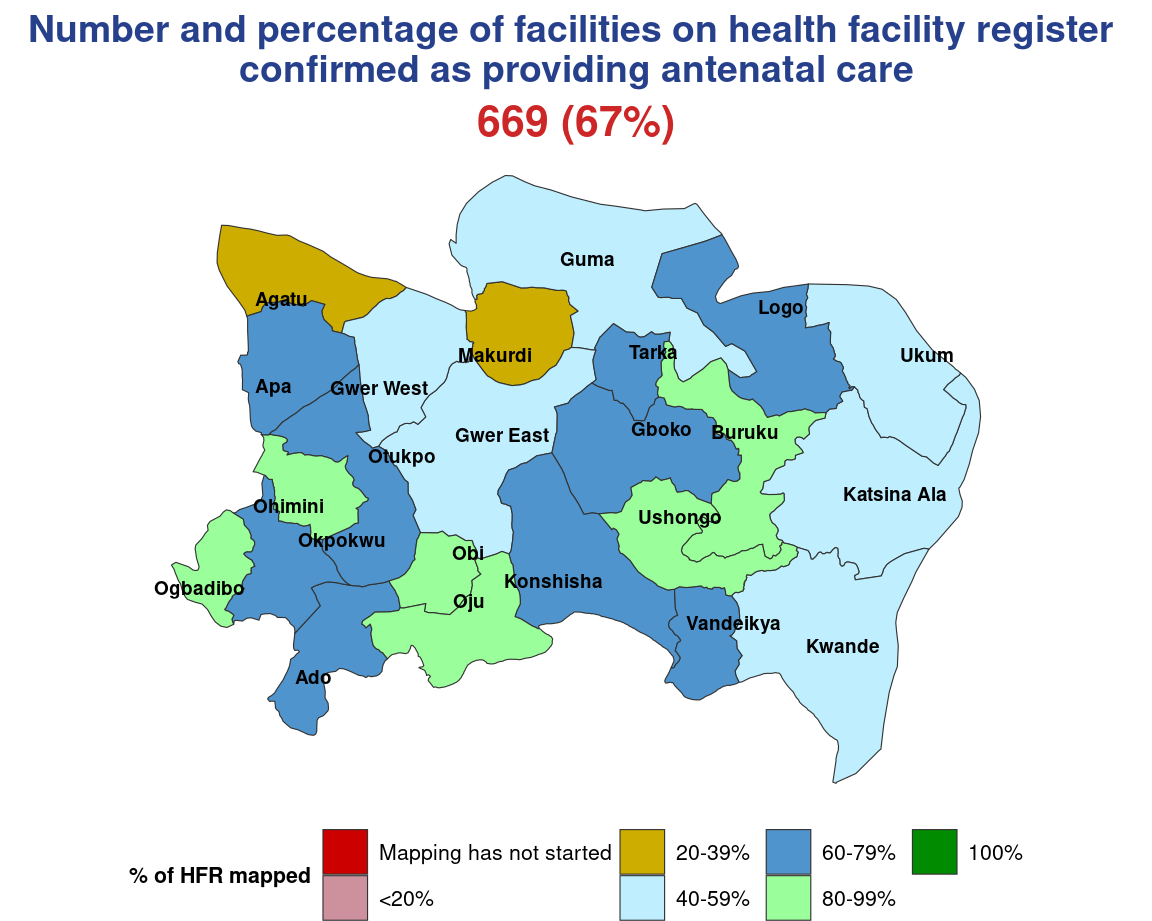 Number and percentage of facilities on health facility register
confirmed as providing antenatal care
669 (67%)
Guma
Agatu
Logo
Makurdi
Tarka
Ukum
Apa
Gwer West
Gboko
Buruku
Gwer East
Otukpo
Katsina Ala
Ohimini
Ushongo
Okpokwu
Obi
Konshisha
Ogbadibo
Oju
Vandeikya
Kwande
Ado
% of HFR mapped
Mapping has not started
20-39%
60-79%
100%
<20%
40-59%
80-99%